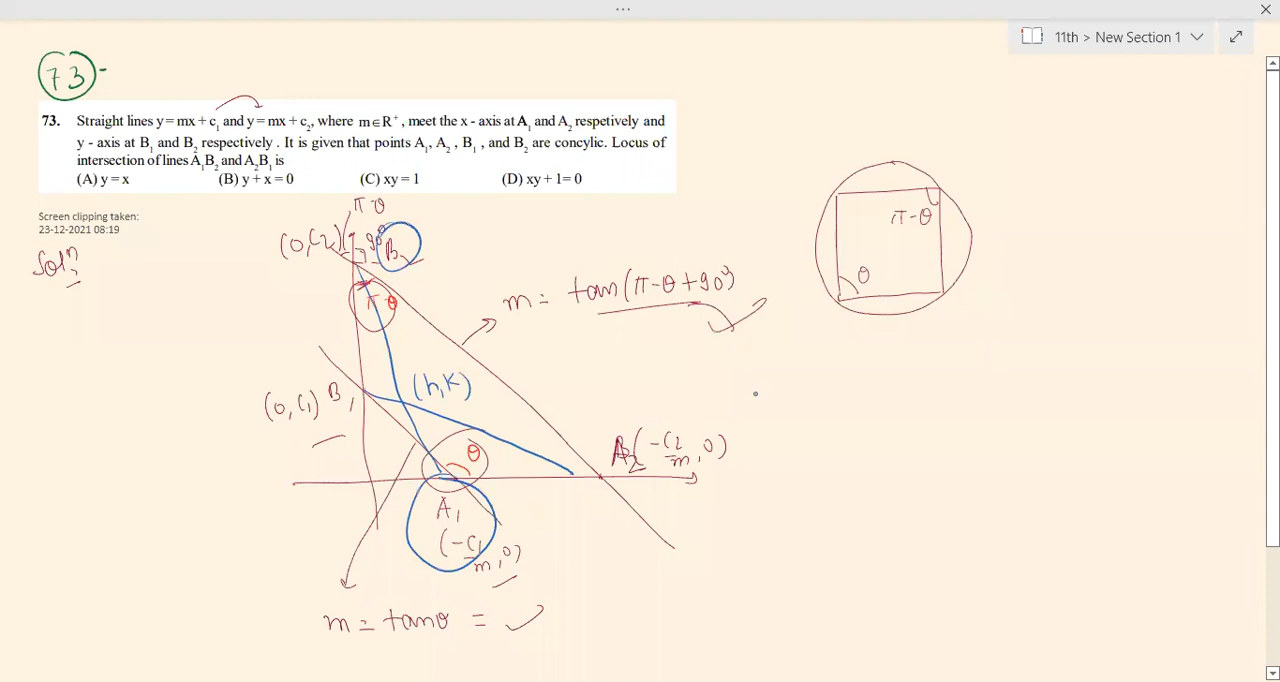 11th > New Section 1
73
73. Straight lines y = mx + c₁ and y = mx + c₂, where m ∈ R⁺, meet the x - axis at A₁ and A₂ respetively and
y - axis at B₁ and B₂ respectively . It is given that points A₁, A₂ , B₁ , and B₂ are concylic. Locus of
intersection of lines A₁B₂ and A₂B₁ is
(A) y = x (B) y + x = 0 (C) xy = 1 (D) xy + 1 = 0
Screen clipping taken:
23-12-2021 08:19
Solⁿ
π-θ
(0, C₂) 90° B₂
π-θ
m = tan(π-θ+90°)
π-θ
θ
(h, K)
(0, C₁) B₁
θ
A₂(-C₂/m, 0)
A₁
(-C₁/m, 0)
m = tanθ =